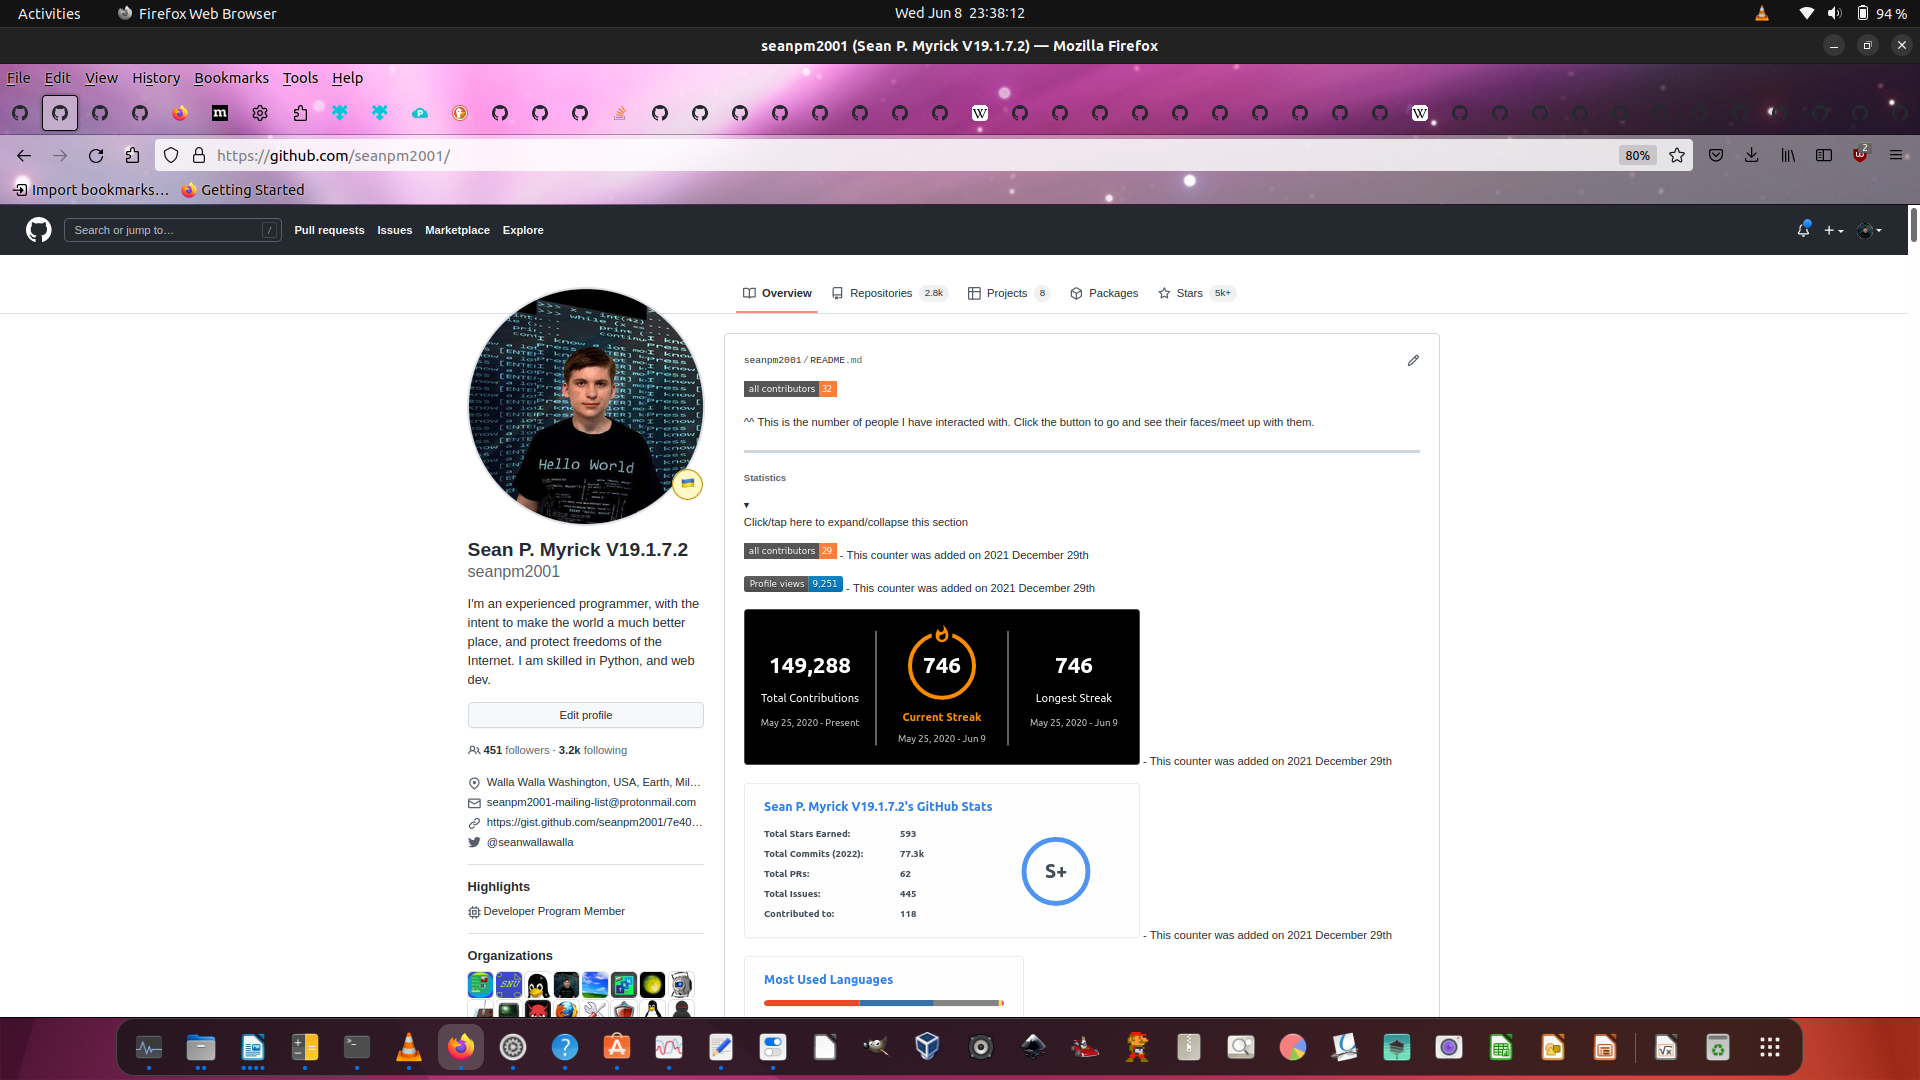 Activities
Firefox Web Browser
Wed Jun 8 23:38:12
94 %
seanpm2001 (Sean P. Myrick V19.1.7.2) — Mozilla Firefox
File Edit View History Bookmarks Tools Help
https://github.com/seanpm2001/
80%
2
Import bookmarks…
Getting Started
Search or jump to…
/
Pull requests
Issues
Marketplace
Explore
Overview
Repositories 2.8k
Projects 8
Packages
Stars 5k+
Hello World
Sean P. Myrick V19.1.7.2
seanpm2001
I'm an experienced programmer, with the
intent to make the world a much better
place, and protect freedoms of the
Internet. I am skilled in Python, and web
dev.
Edit profile
451 followers · 3.2k following
Walla Walla Washington, USA, Earth, Mil…
seanpm2001-mailing-list@protonmail.com
https://gist.github.com/seanpm2001/7e40…
@seanwallawalla
Highlights
Developer Program Member
Organizations
SNU
seanpm2001/README.md
all contributors 32
^^ This is the number of people I have interacted with. Click the button to go and see their faces/meet up with them.
Statistics
▾
Click/tap here to expand/collapse this section
all contributors 29 - This counter was added on 2021 December 29th
Profile views 9,251 - This counter was added on 2021 December 29th
149,288
Total Contributions
May 25, 2020 - Present
746
Current Streak
May 25, 2020 - Jun 9
746
Longest Streak
May 25, 2020 - Jun 9
- This counter was added on 2021 December 29th
Sean P. Myrick V19.1.7.2's GitHub Stats
Total Stars Earned: 593
Total Commits (2022): 77.3k
Total PRs: 62
Total Issues: 445
Contributed to: 118
S+
- This counter was added on 2021 December 29th
Most Used Languages